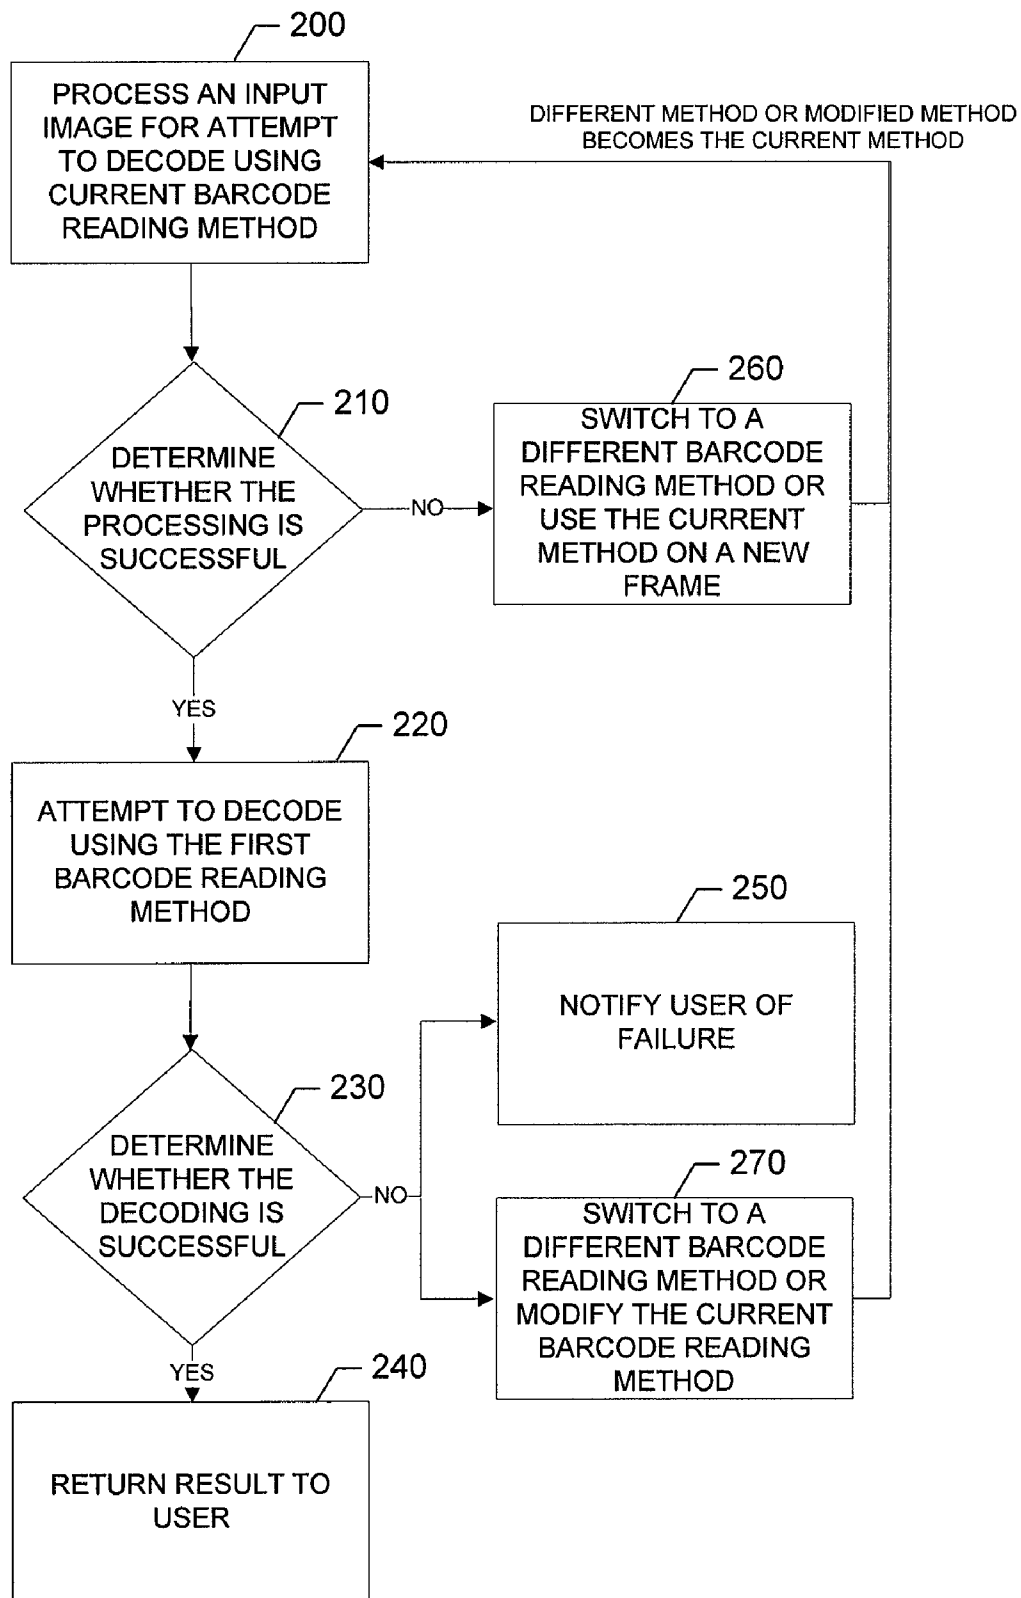 200
PROCESS AN INPUT
IMAGE FOR ATTEMPT
TO DECODE USING
CURRENT BARCODE
READING METHOD
DIFFERENT METHOD OR MODIFIED METHOD
BECOMES THE CURRENT METHOD
210
DETERMINE
WHETHER THE
PROCESSING IS
SUCCESSFUL
NO
260
SWITCH TO A
DIFFERENT BARCODE
READING METHOD OR
USE THE CURRENT
METHOD ON A NEW
FRAME
YES
220
ATTEMPT TO DECODE
USING THE FIRST
BARCODE READING
METHOD
250
NOTIFY USER OF
FAILURE
230
DETERMINE
WHETHER THE
DECODING IS
SUCCESSFUL
NO
270
SWITCH TO A
DIFFERENT BARCODE
READING METHOD OR
MODIFY THE CURRENT
BARCODE READING
METHOD
YES
240
RETURN RESULT TO
USER